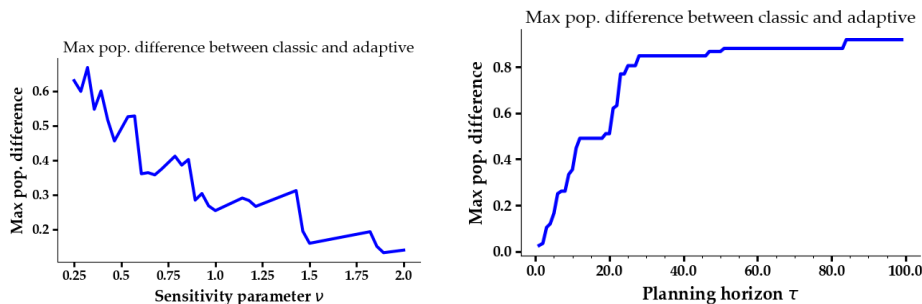 Max pop. difference between classic and adaptive
Max pop. difference
0.6
0.5
0.4
0.3
0.2
0.25 0.5 0.75 1.0 1.25 1.5 1.75 2.0
Sensitivity parameter ν
Max pop. difference between classic and adaptive
Max pop. difference
0.8
0.6
0.4
0.2
0.0
0.0 20.0 40.0 60.0 80.0 100.0
Planning horizon τ